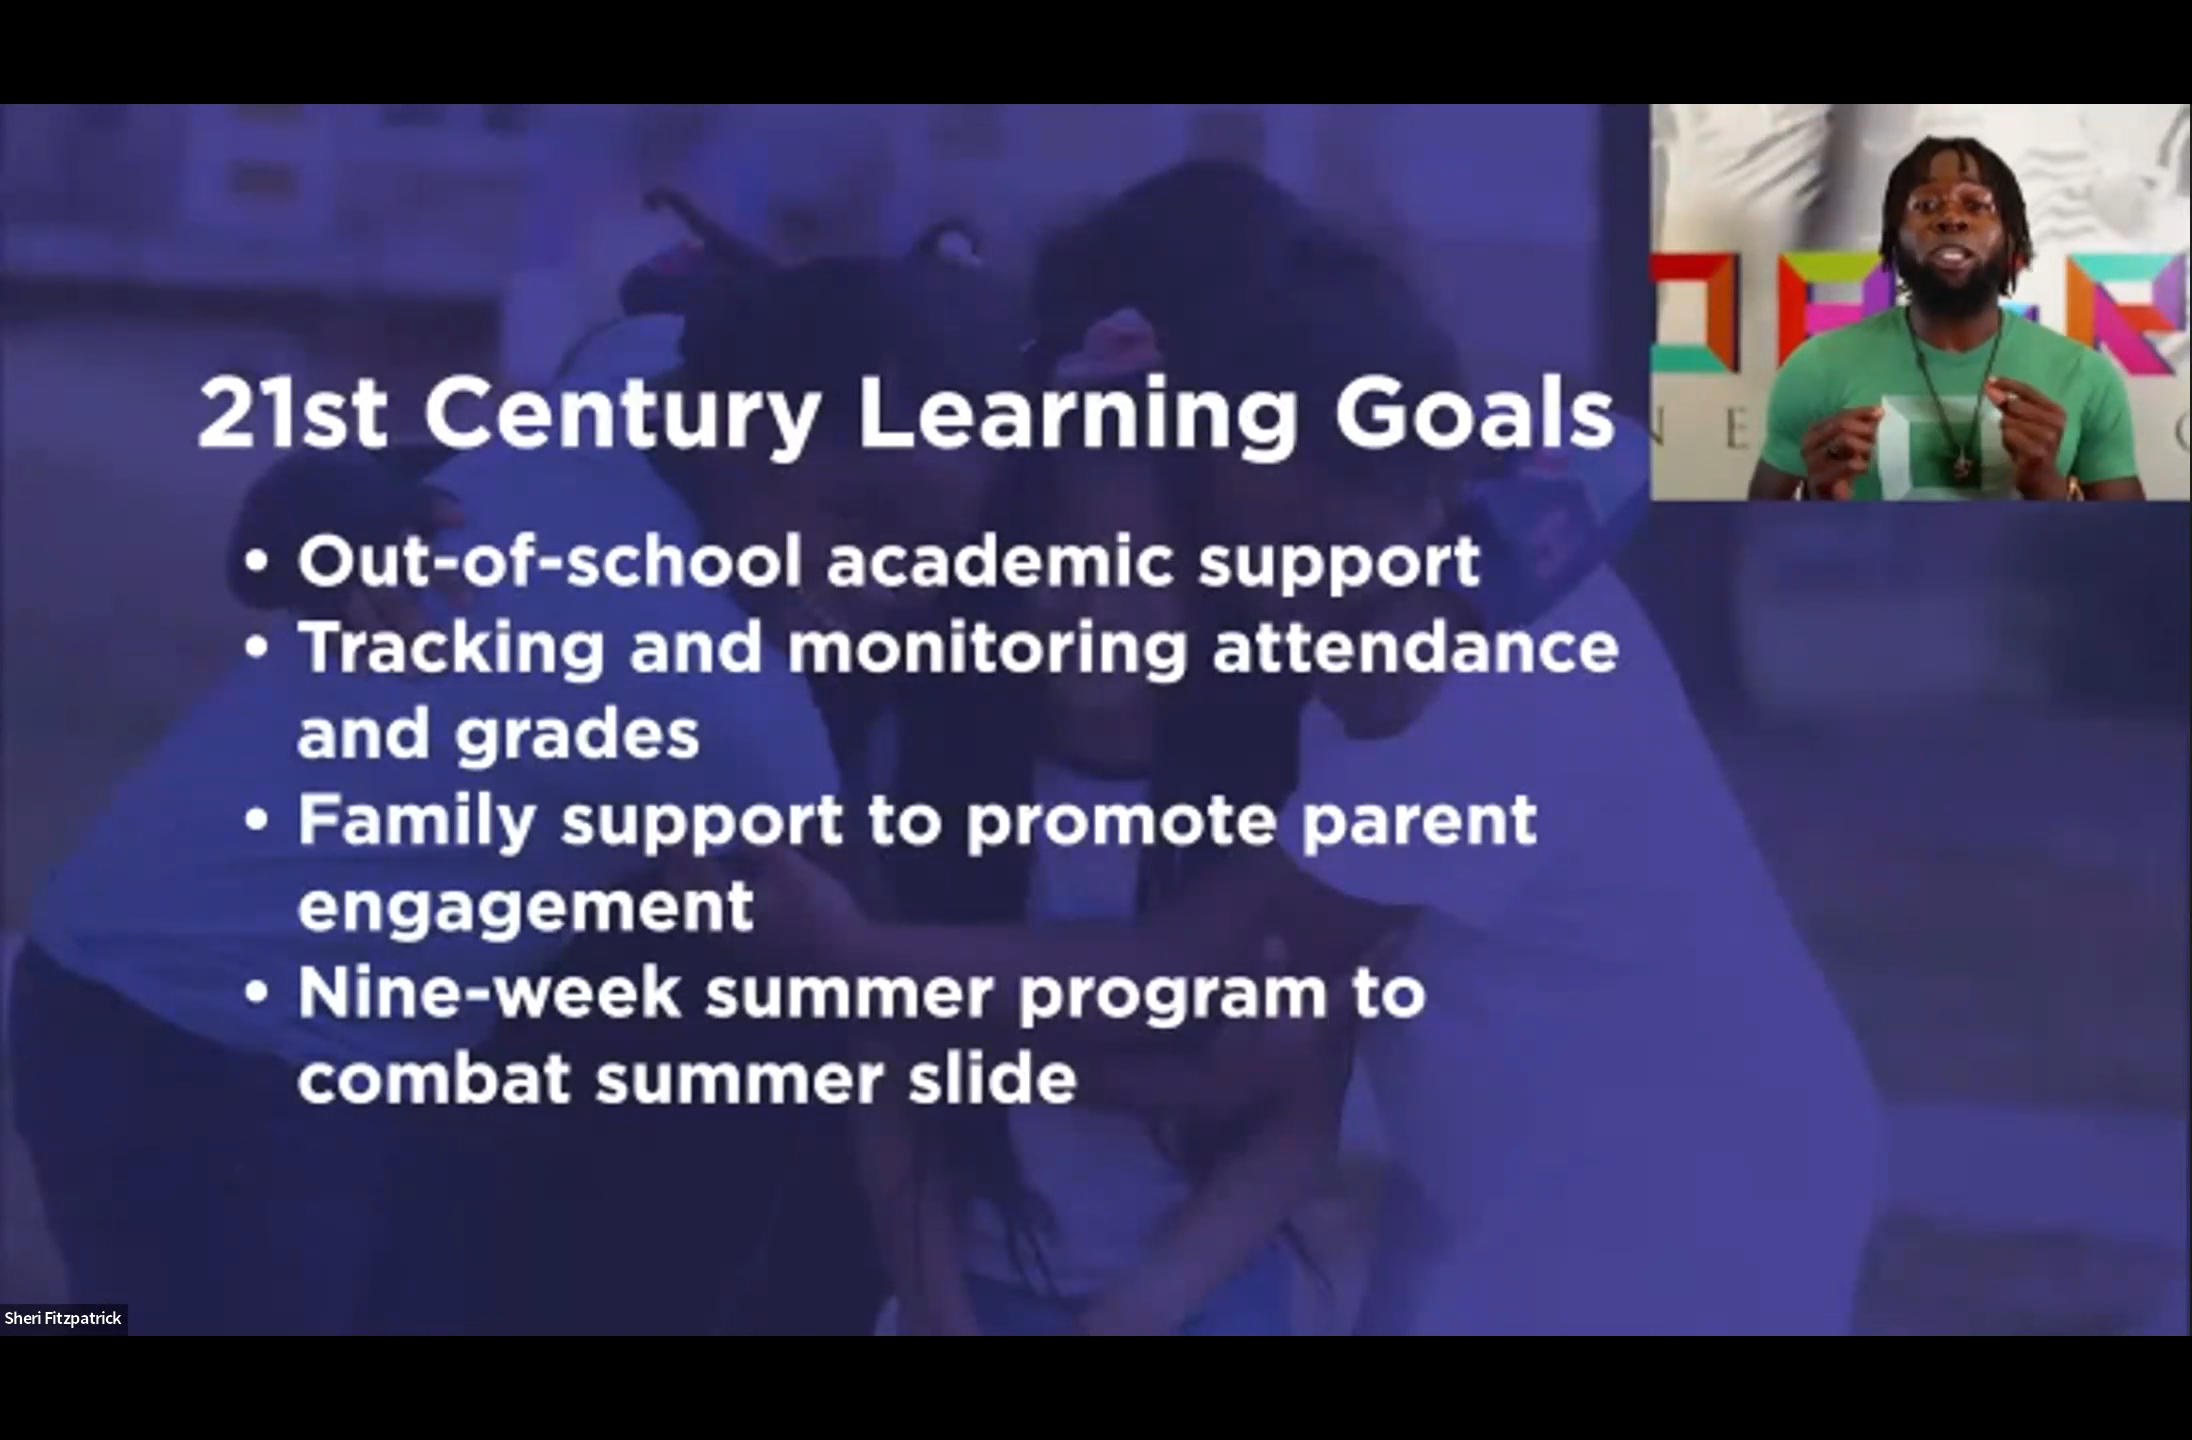 21st Century Learning Goals
• Out-of-school academic support
• Tracking and monitoring attendance
and grades
• Family support to promote parent
engagement
• Nine-week summer program to
combat summer slide
Sheri Fitzpatrick